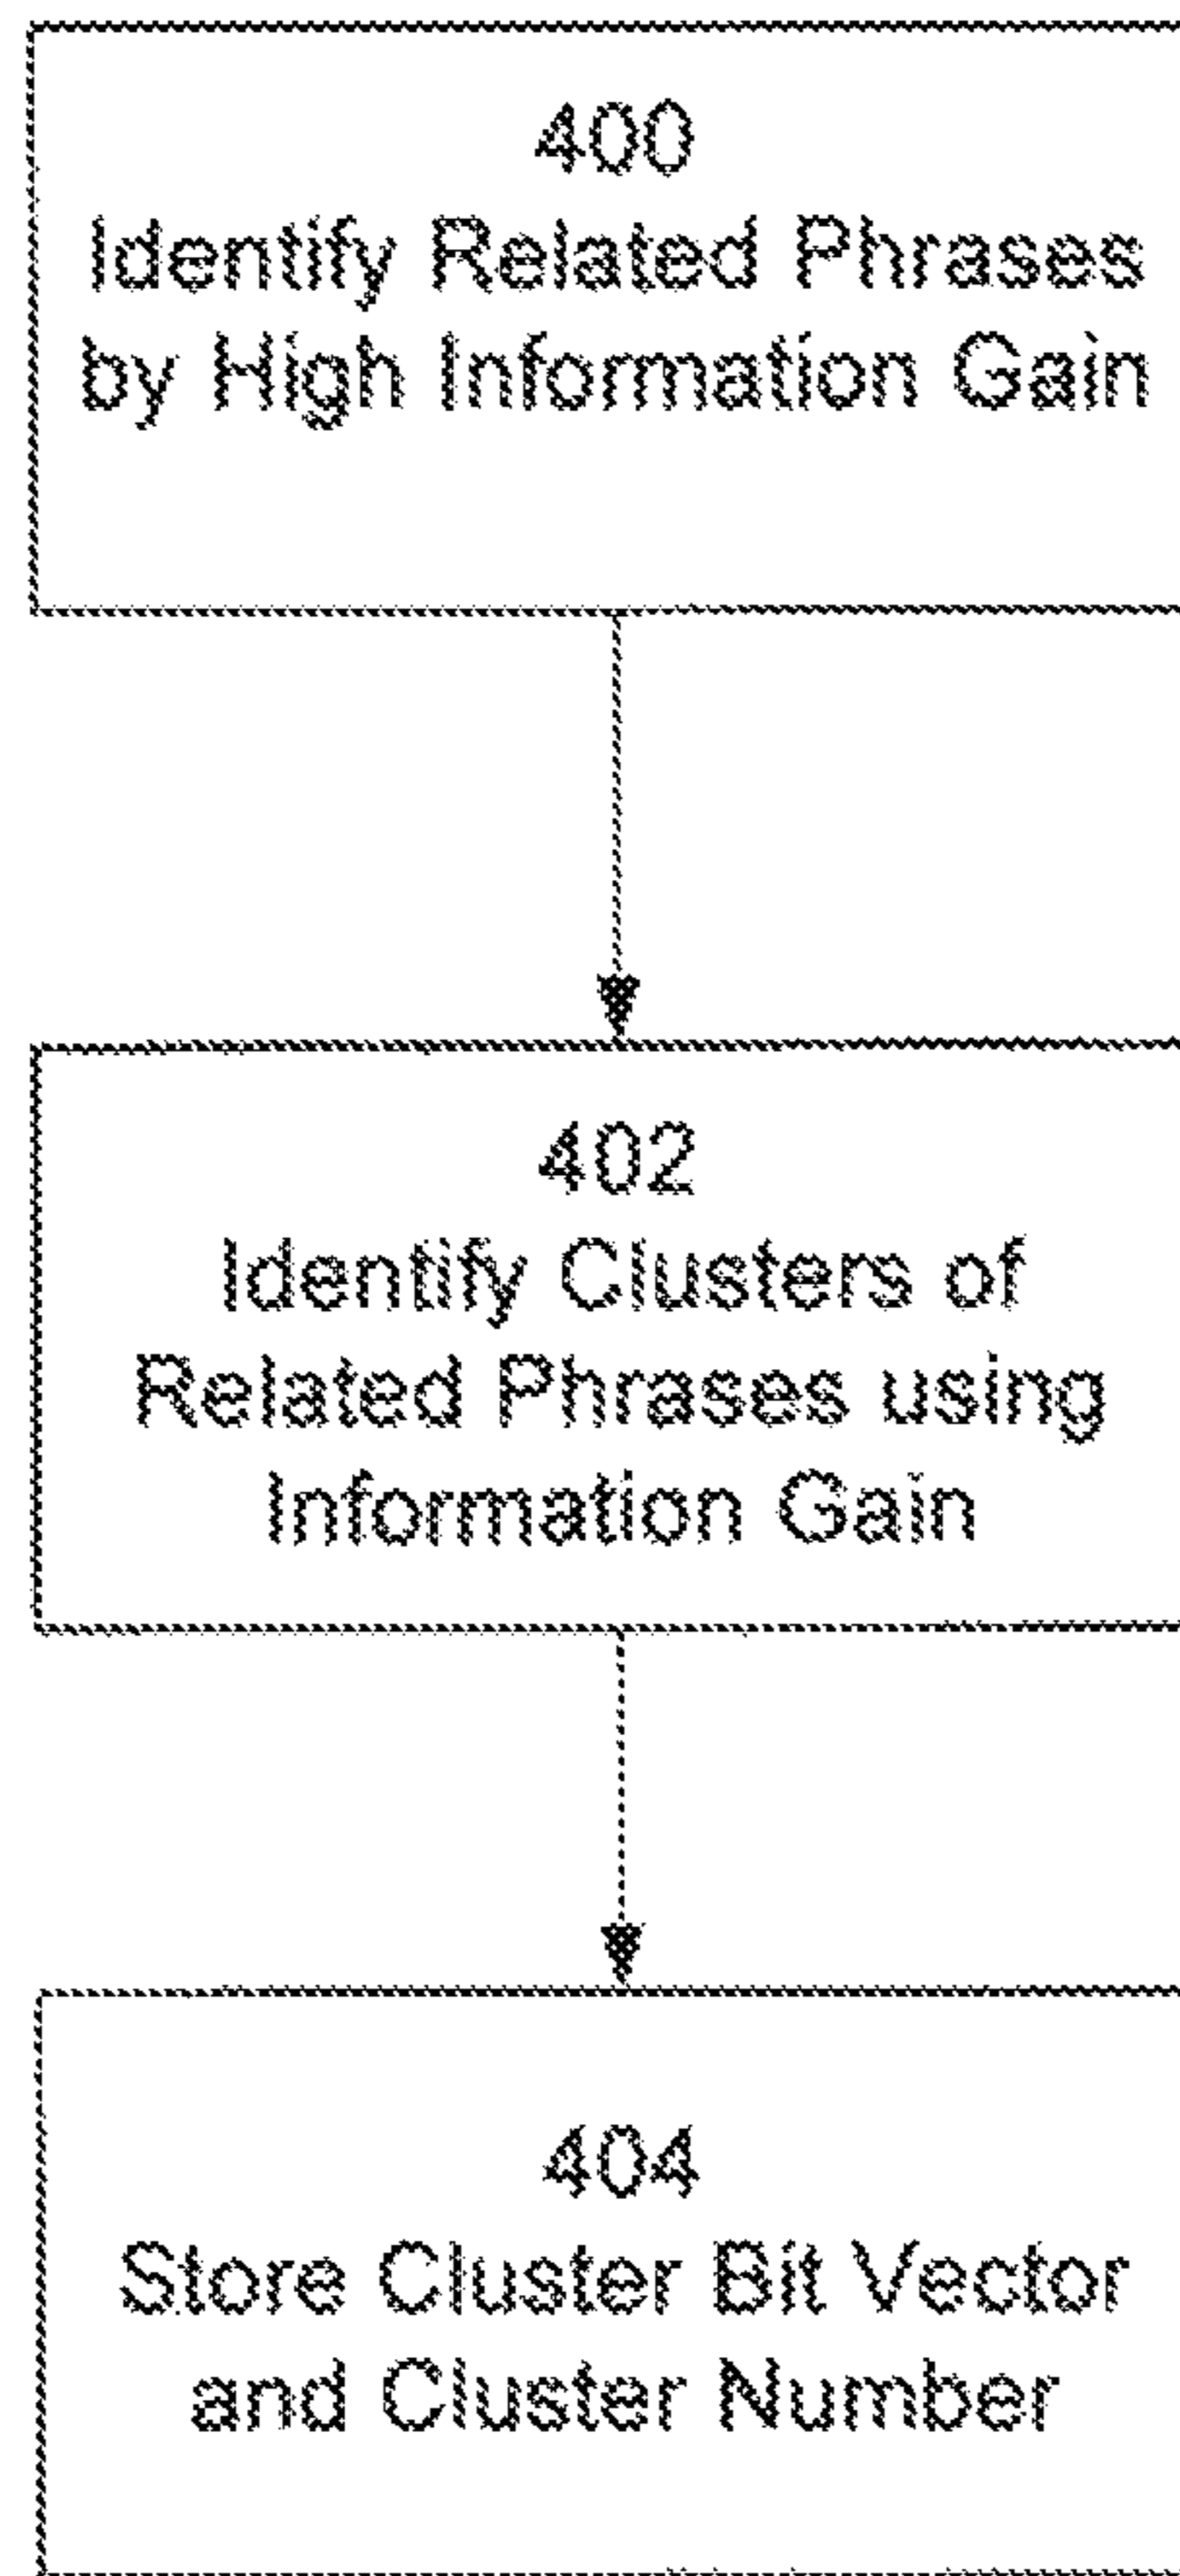 400
Identify Related Phrases
by High Information Gain
402
Identify Clusters of
Related Phrases using
Information Gain
404
Store Cluster Bit Vector
and Cluster Number